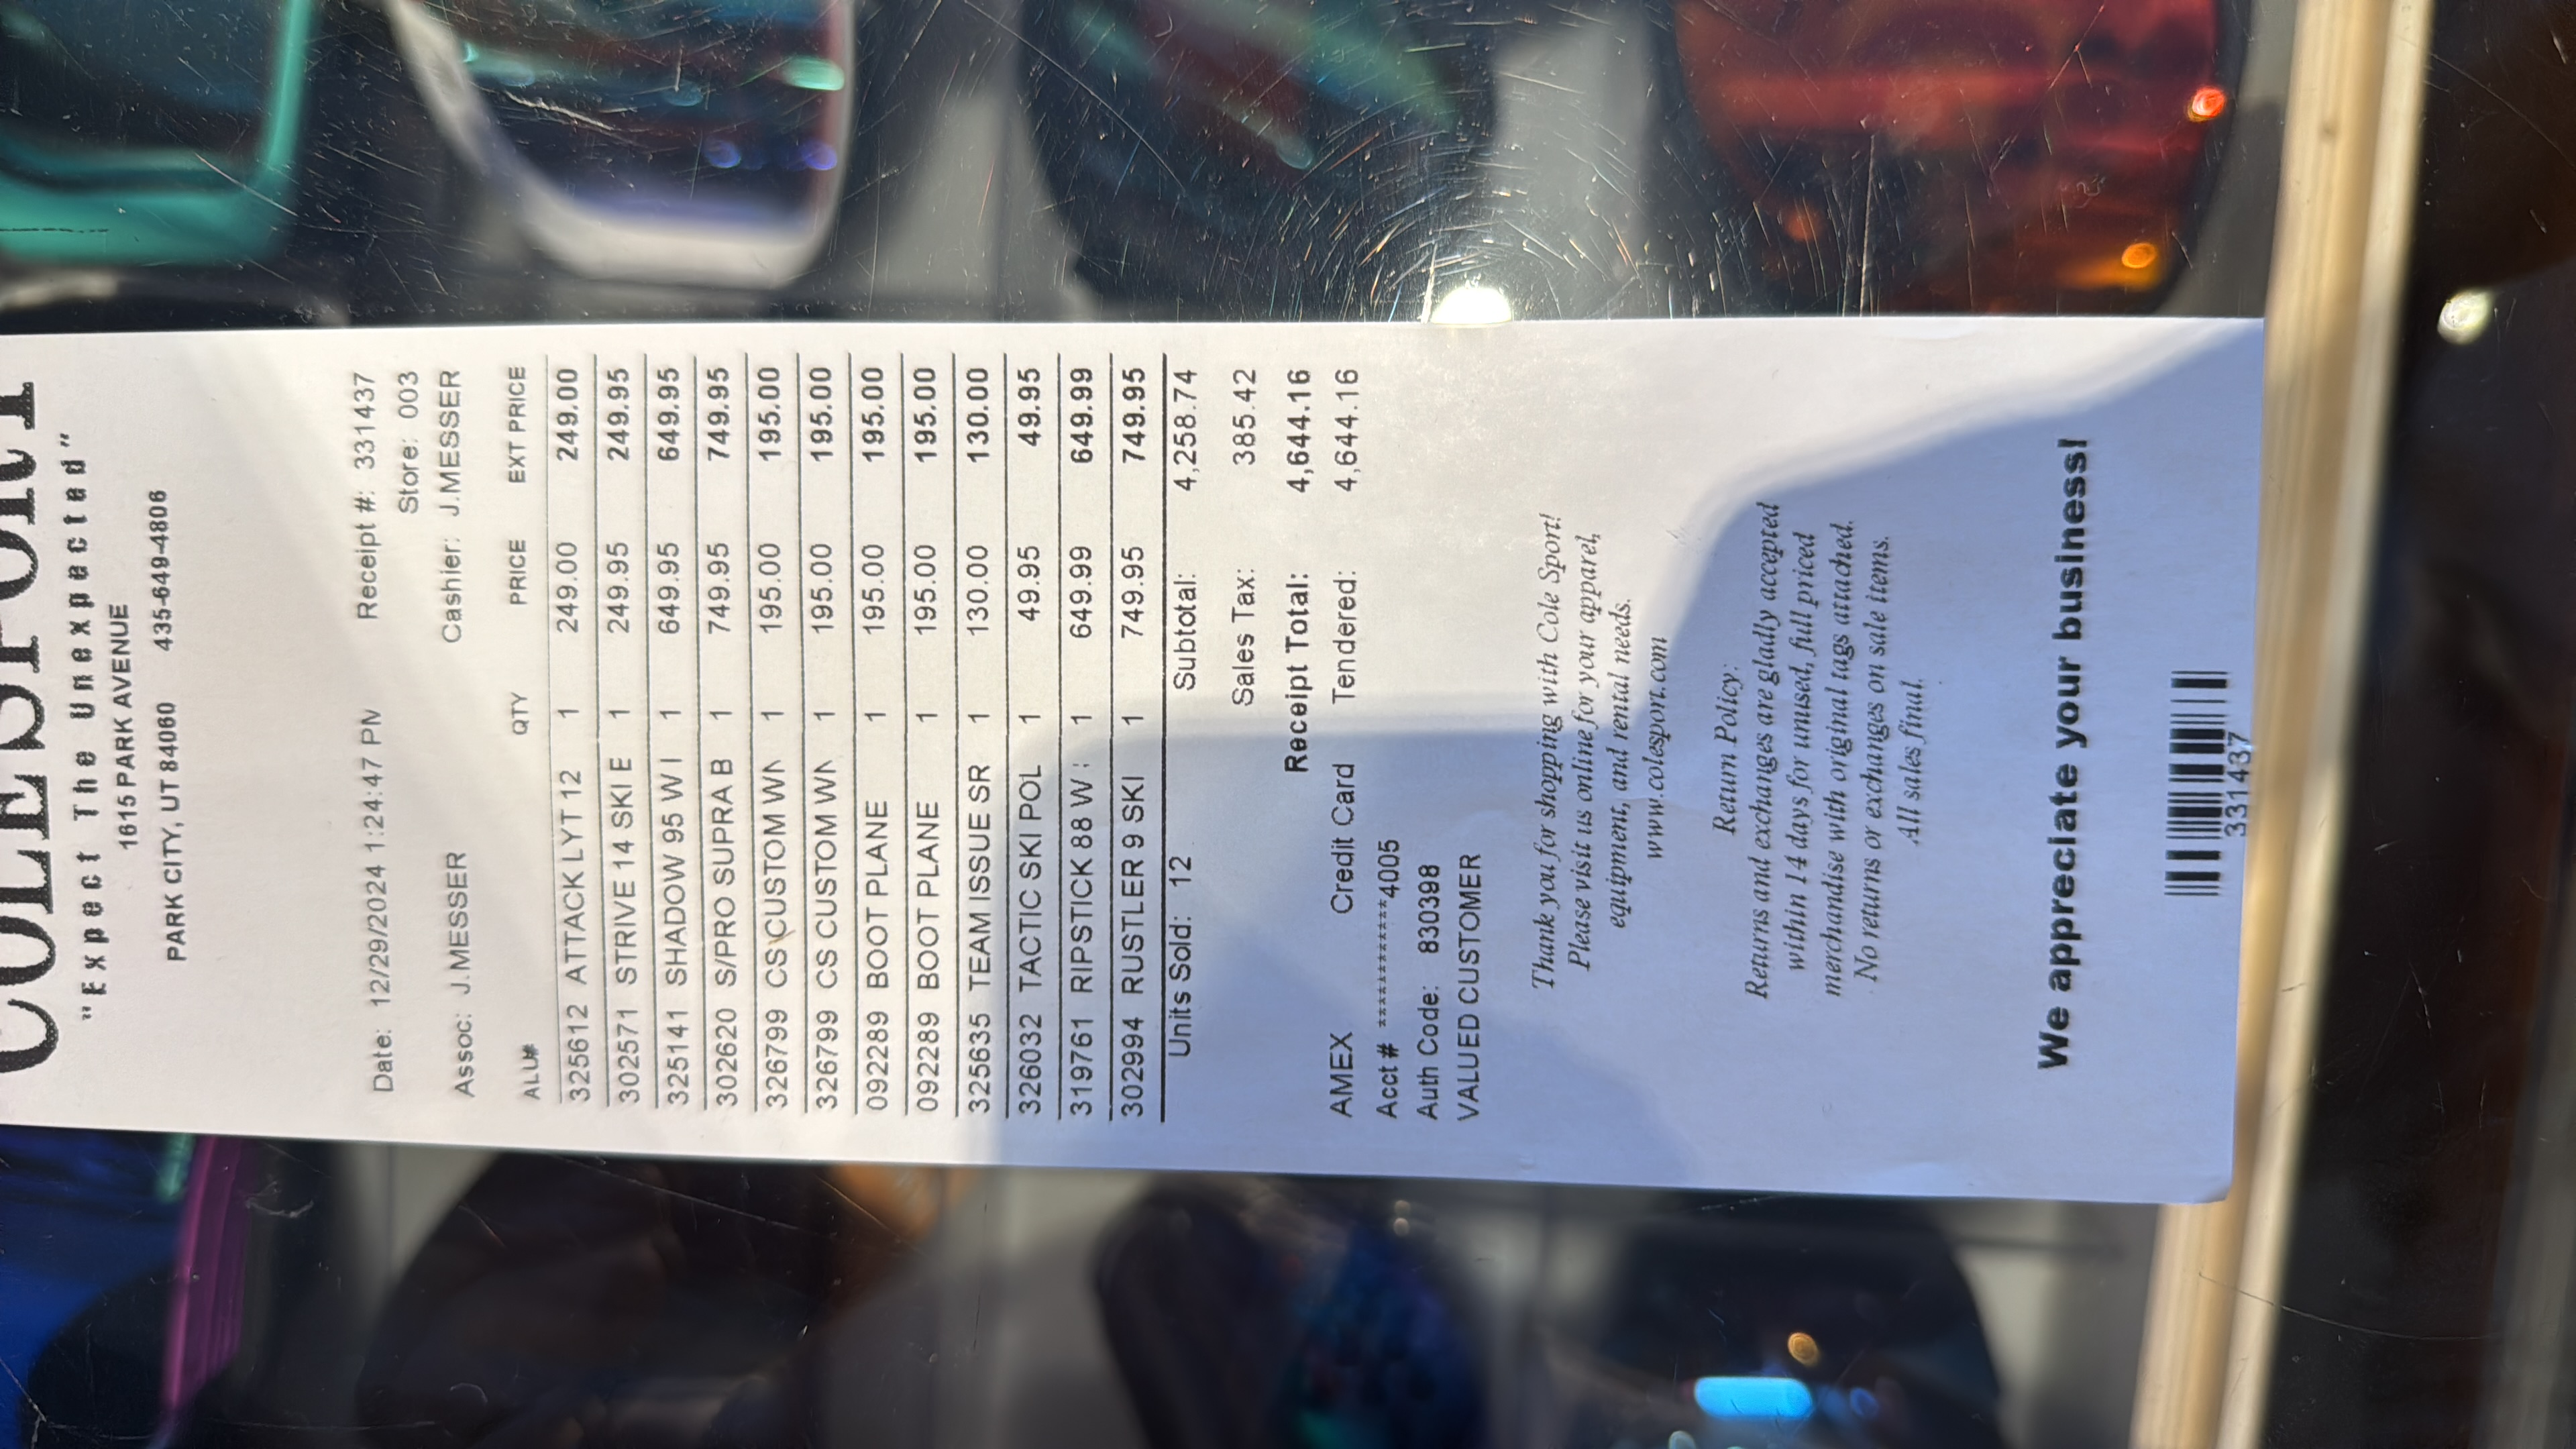 COLE SPORT
"Expect The Unexpected"
1615 PARK AVENUE
PARK CITY, UT 84060 435-649-4806
Date: 12/29/2024 1:24:47 PM Receipt #: 331437
Store: 003
Assoc: J.MESSER Cashier: J.MESSER
ALU# QTY PRICE EXT PRICE
325612 ATTACK LYT 12 1 249.00 249.00
302571 STRIVE 14 SKI E 1 249.95 249.95
325141 SHADOW 95 W I 1 649.95 649.95
302620 S/PRO SUPRA B 1 749.95 749.95
326799 CS CUSTOM WN 1 195.00 195.00
326799 CS CUSTOM WN 1 195.00 195.00
092289 BOOT PLANE 1 195.00 195.00
092289 BOOT PLANE 1 195.00 195.00
325635 TEAM ISSUE SR 1 130.00 130.00
326032 TACTIC SKI POL 1 49.95 49.95
319761 RIPSTICK 88 W : 1 649.99 649.99
302994 RUSTLER 9 SKI 1 749.95 749.95
Units Sold: 12 Subtotal: 4,258.74
Sales Tax: 385.42
Receipt Total: 4,644.16
AMEX Credit Card Tendered: 4,644.16
Acct # ***********4005
Auth Code: 830398
VALUED CUSTOMER
Thank you for shopping with Cole Sport!
Please visit us online for your apparel,
equipment, and rental needs.
www.colesport.com
Return Policy:
Returns and exchanges are gladly accepted
within 14 days for unused, full priced
merchandise with original tags attached.
No returns or exchanges on sale items.
All sales final.
We appreciate your business!
331437